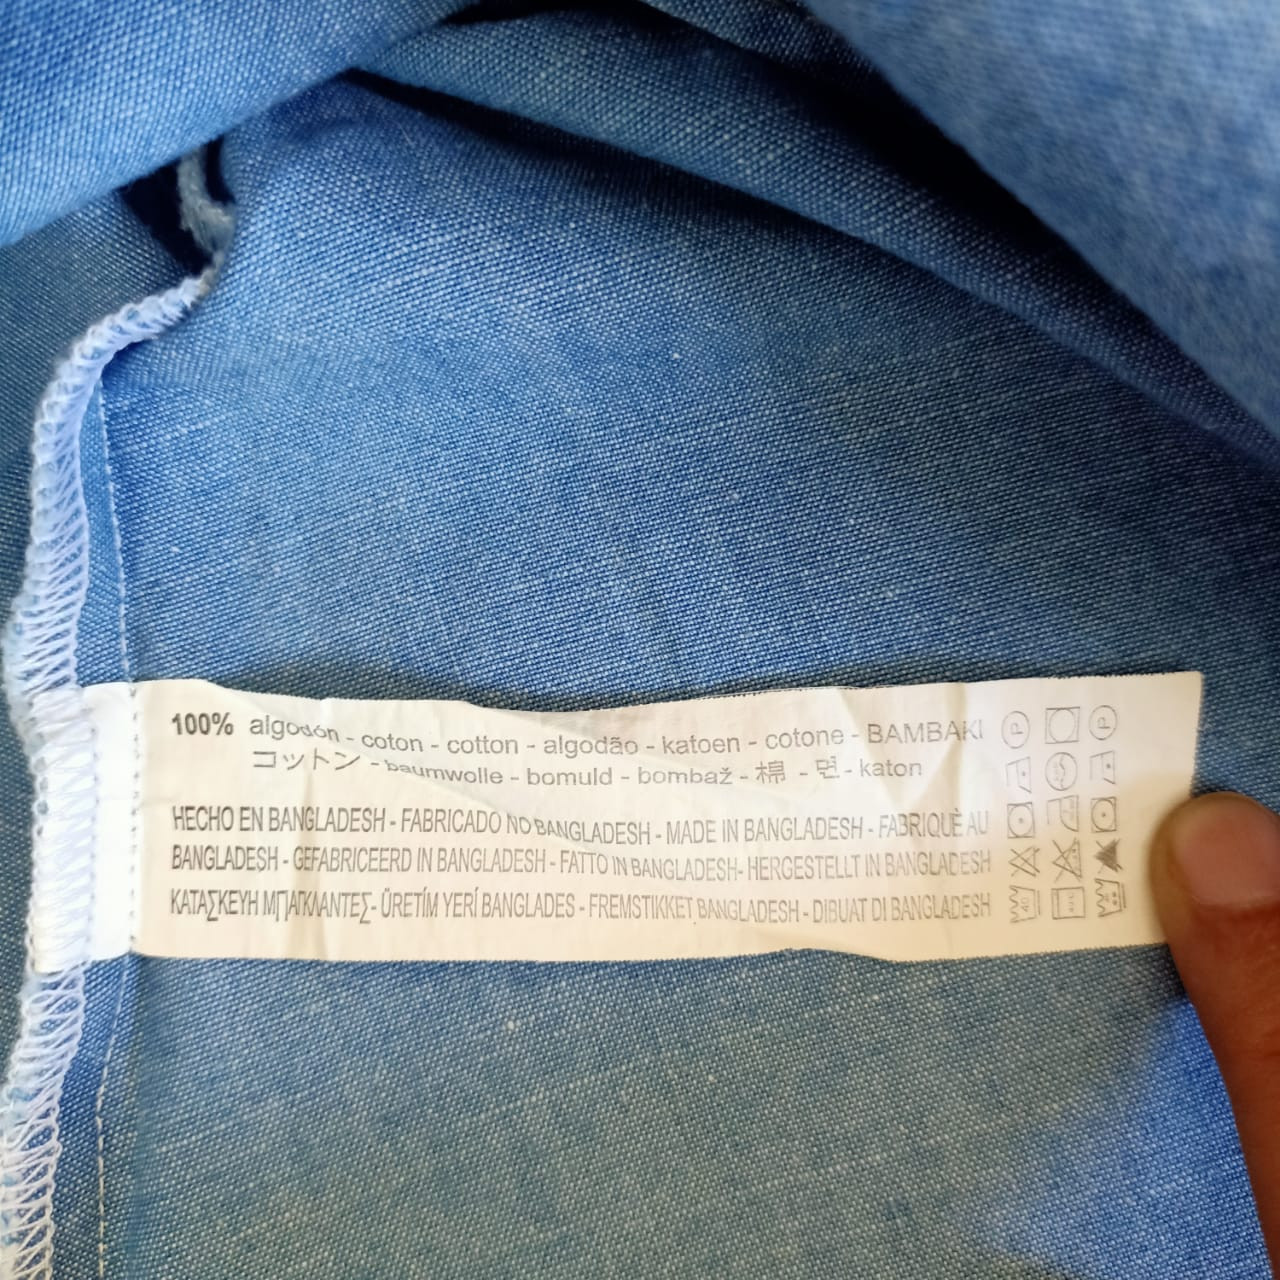 100% algodón - coton - cotton - algodão - katoen - cotone - BAMBAKI
コットン - baumwolle - bomuld - bombaž - 棉 - 면 - katon
HECHO EN BANGLADESH - FABRICADO NO BANGLADESH - MADE IN BANGLADESH - FABRIQUÈ AU
BANGLADESH - GEFABRICEERD IN BANGLADESH - FATTO IN BANGLADESH- HERGESTELLT IN BANGLADESH
ΚΑΤΑΣΚΕΥΗ ΜΠΑΓΚΛΑΝΤΕΣ- ÜRETÍM YERÍ BANGLADES - FREMSTIKKET BANGLADESH - DIBUAT DI BANGLADESH